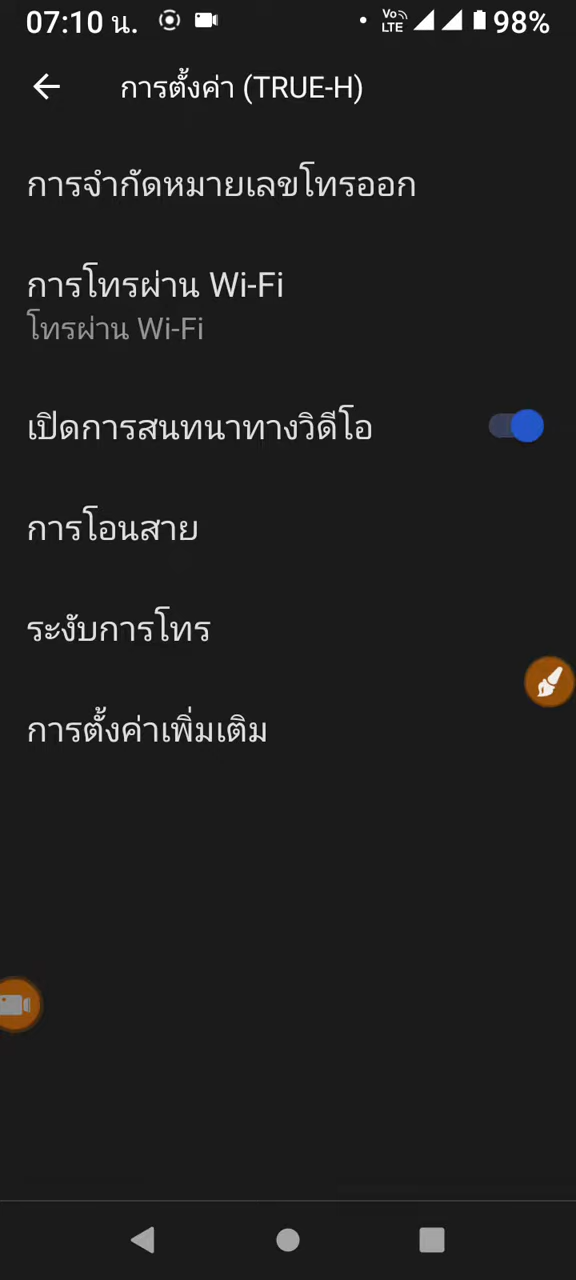 07:10 น. Vo LTE 98%
การตั้งค่า (TRUE-H)
การจำกัดหมายเลขโทรออก
การโทรผ่าน Wi-Fi
โทรผ่าน Wi-Fi
เปิดการสนทนาทางวิดีโอ
การโอนสาย
ระงับการโทร
การตั้งค่าเพิ่มเติม